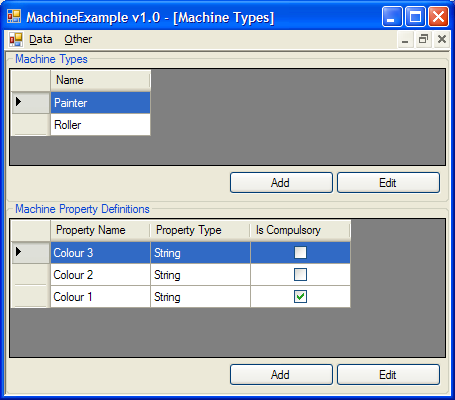 MachineExample v1.0 - [Machine Types]
Data Other
Machine Types
Name
Painter
Roller
Add Edit
Machine Property Definitions
Property Name Property Type Is Compulsory
Colour 3 String
Colour 2 String
Colour 1 String
Add Edit